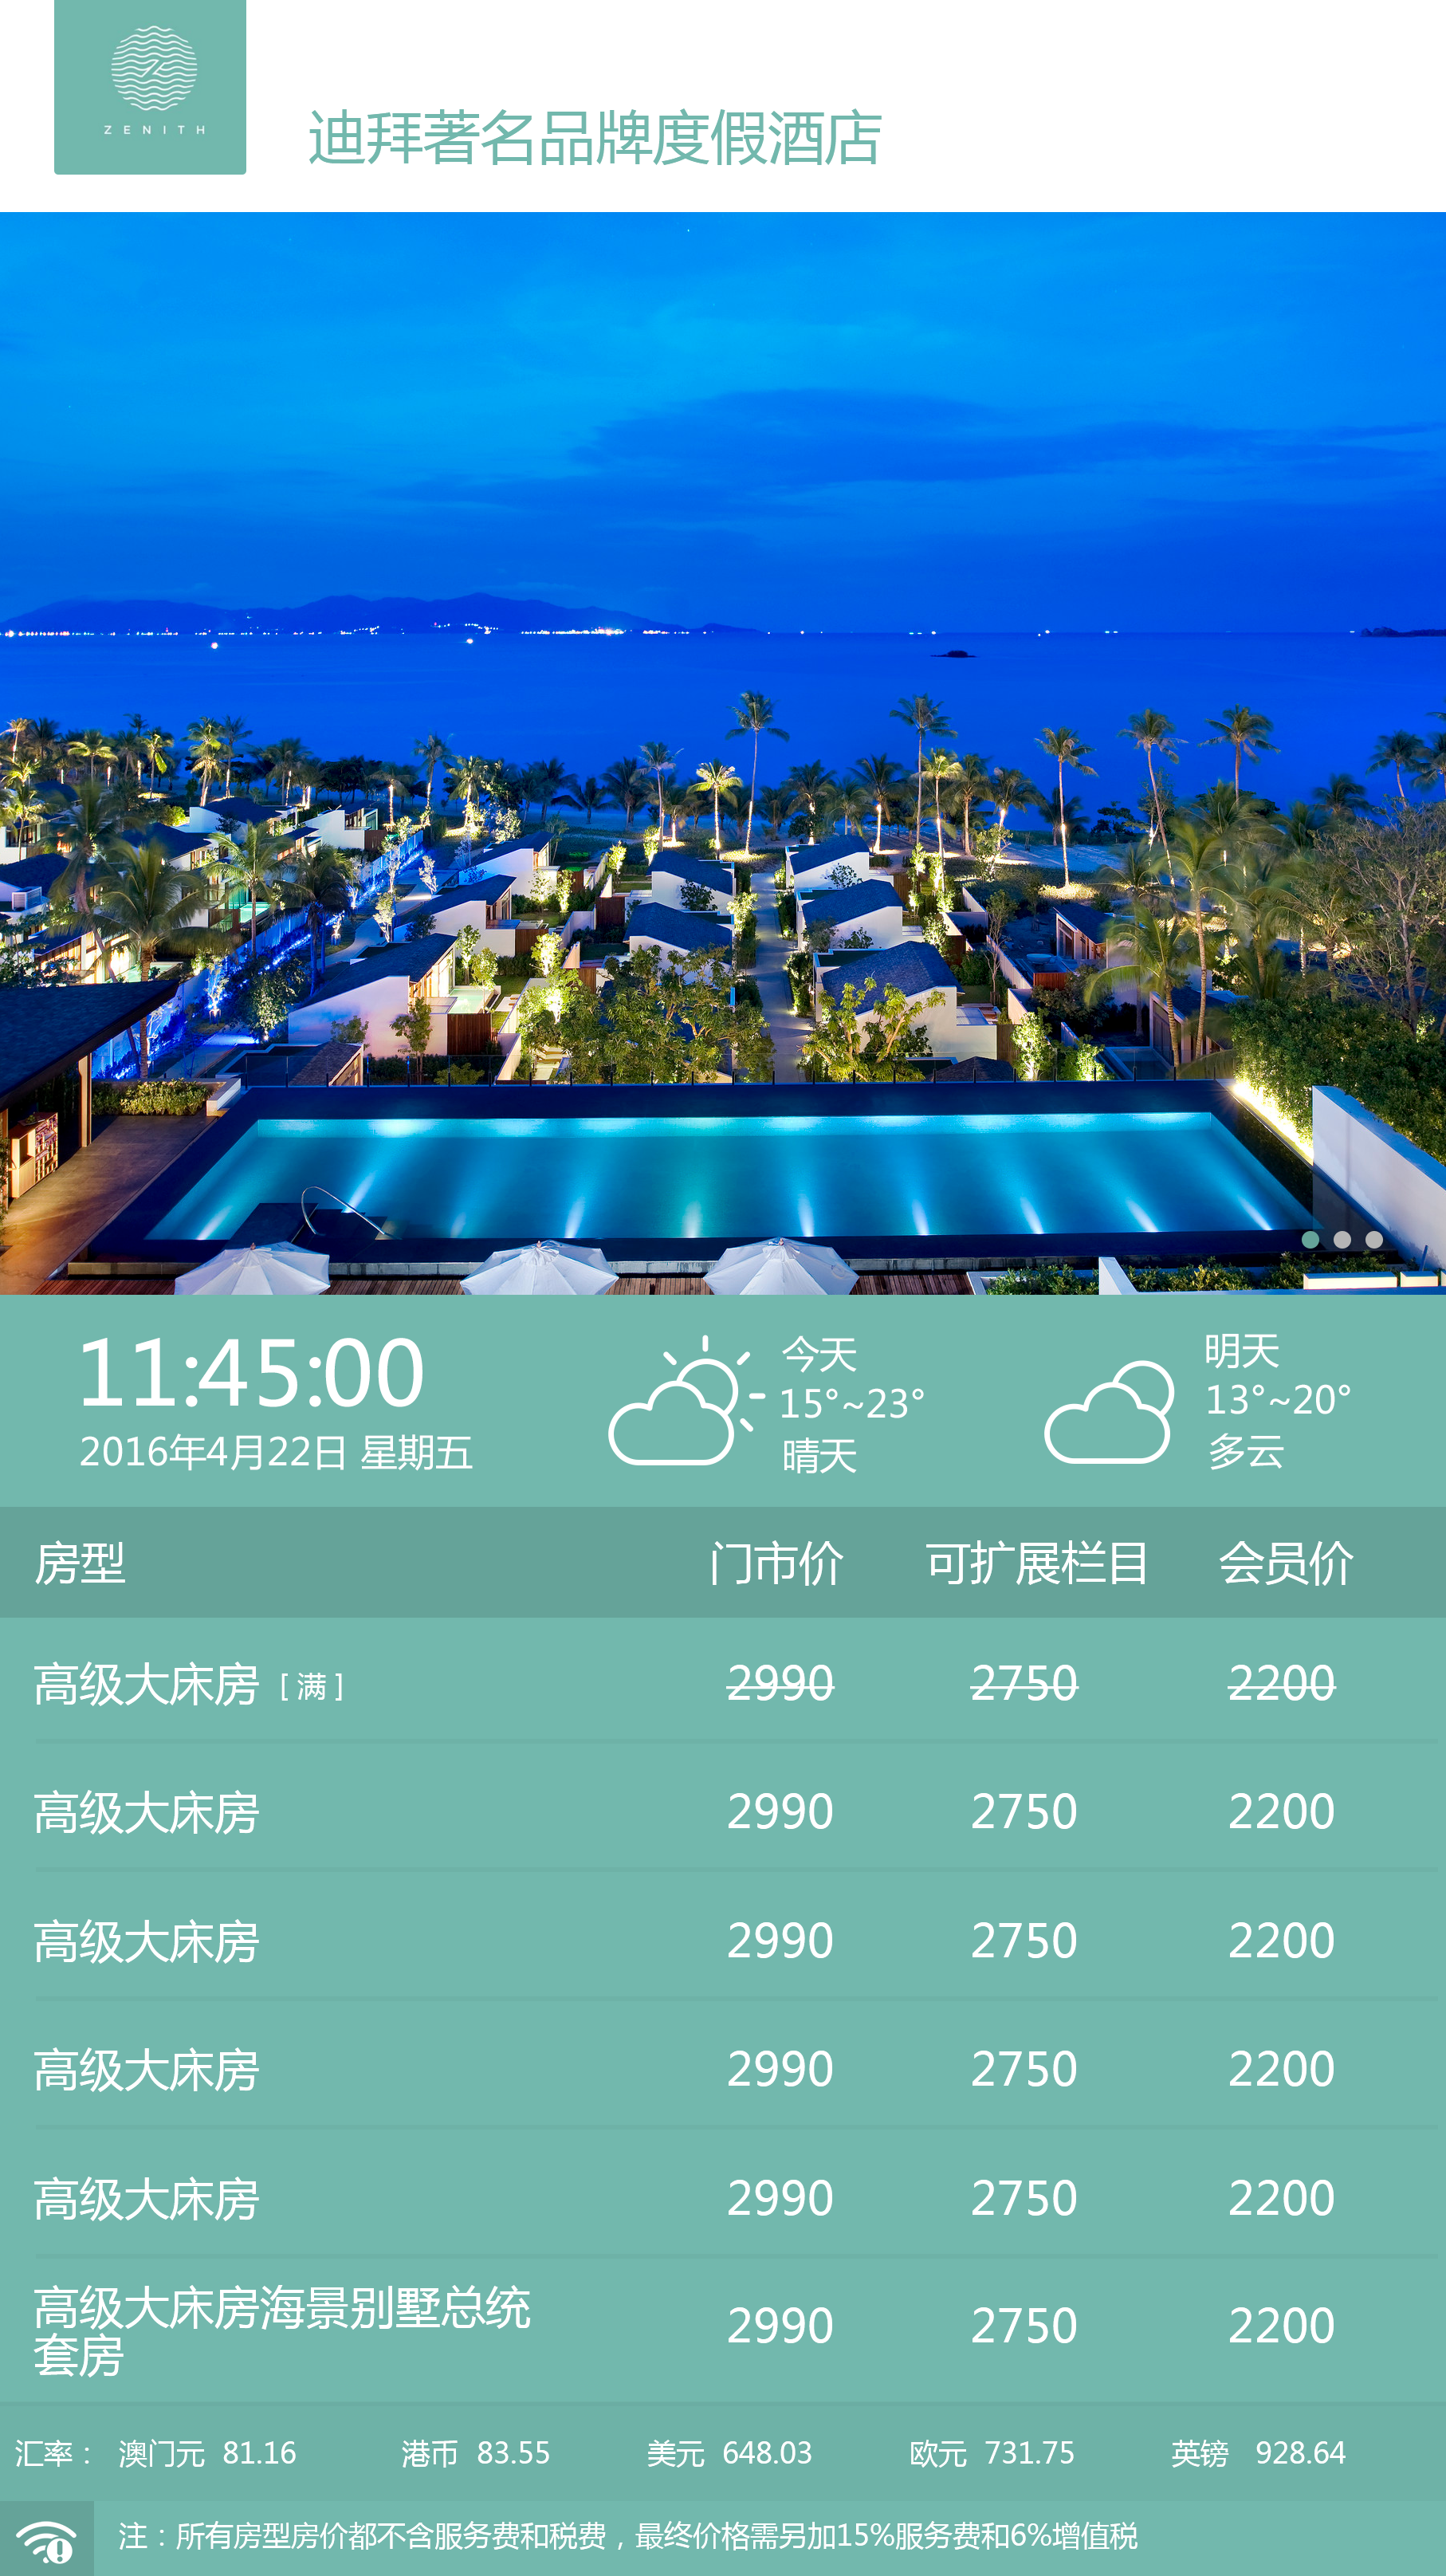 ZENITH
迪拜著名品牌度假酒店
11:45:00
2016年4月22日 星期五
今天
15°~23°
晴天
明天
13°~20°
多云
房型 门市价 可扩展栏目 会员价
高级大床房 [ 满 ] 2990 2750 2200
高级大床房 2990 2750 2200
高级大床房 2990 2750 2200
高级大床房 2990 2750 2200
高级大床房 2990 2750 2200
高级大床房海景别墅总统
套房 2990 2750 2200
汇率： 澳门元 81.16 港币 83.55 美元 648.03 欧元 731.75 英镑 928.64
注：所有房型房价都不含服务费和税费，最终价格需另加15%服务费和6%增值税